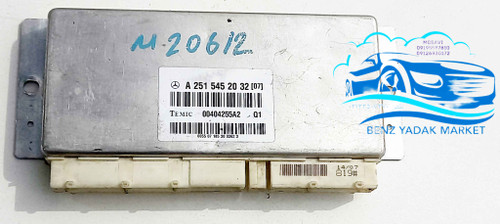 M-20612
A 251 545 20 32 [07]
TEMIC 00404255A2 Q1
14/07
819
BENZ YADAK MARKET